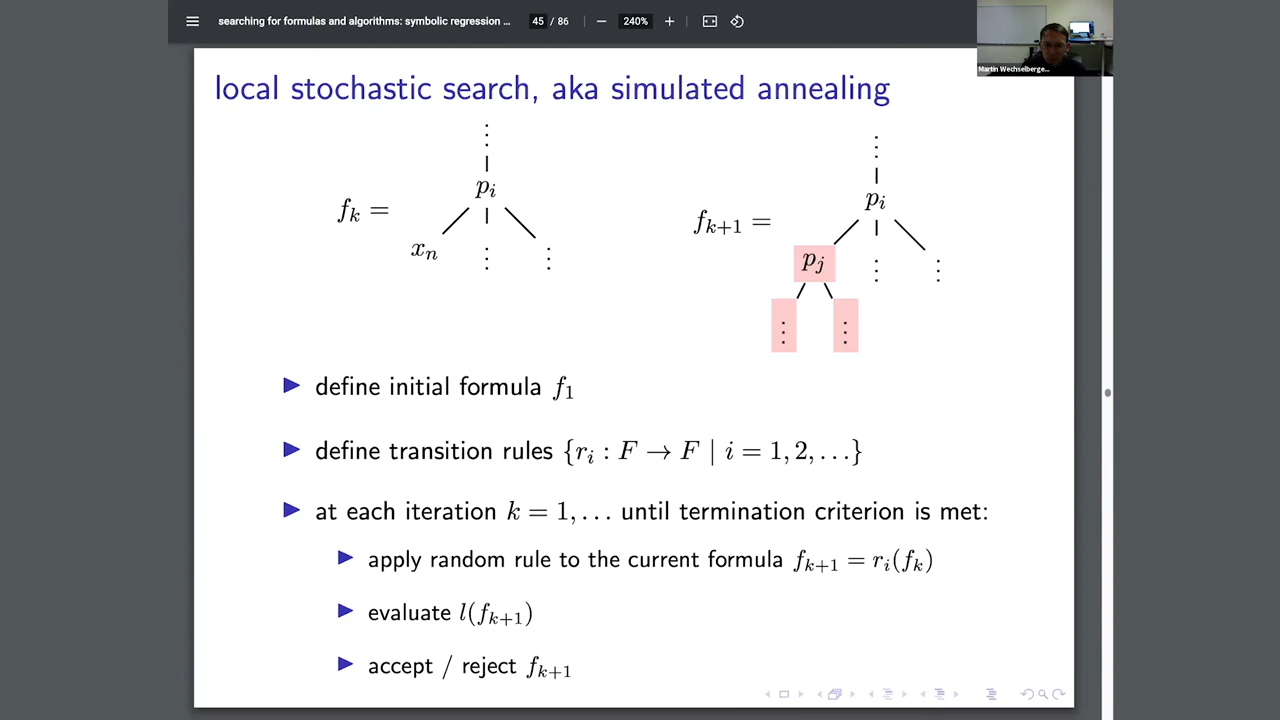 searching for formulas and algorithms: symbolic regression ...
45 / 86
240%
Martin Wechselberge...
local stochastic search, aka simulated annealing
f_k =
⋮
p_i
x_n
⋮
⋮
f_{k+1} =
⋮
p_i
p_j
⋮
⋮
⋮
⋮
▶ define initial formula f_1
▶ define transition rules {r_i : F → F | i = 1, 2, . . .}
▶ at each iteration k = 1, . . . until termination criterion is met:
▶ apply random rule to the current formula f_{k+1} = r_i(f_k)
▶ evaluate l(f_{k+1})
▶ accept / reject f_{k+1}